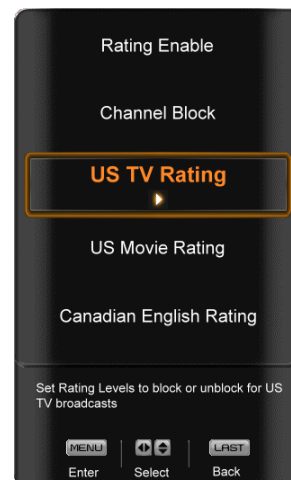 Rating Enable
Channel Block
US TV Rating
US Movie Rating
Canadian English Rating
Set Rating Levels to block or unblock for US
TV broadcasts
MENU LAST
Enter Select Back